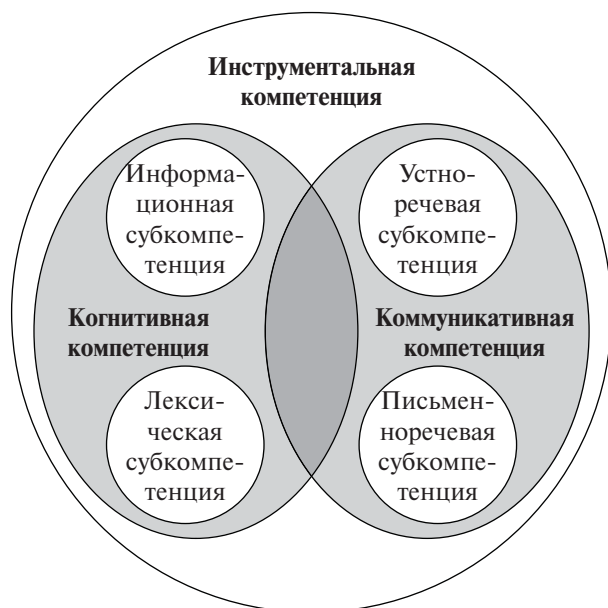 Инструментальная
компетенция
Информа-
ционная
субкомпе-
тенция
Устно-
речевая
субкомпе-
тенция
Когнитивная
компетенция
Коммуникативная
компетенция
Лекси-
ческая
субкомпе-
тенция
Письмен-
норечевая
субкомпе-
тенция